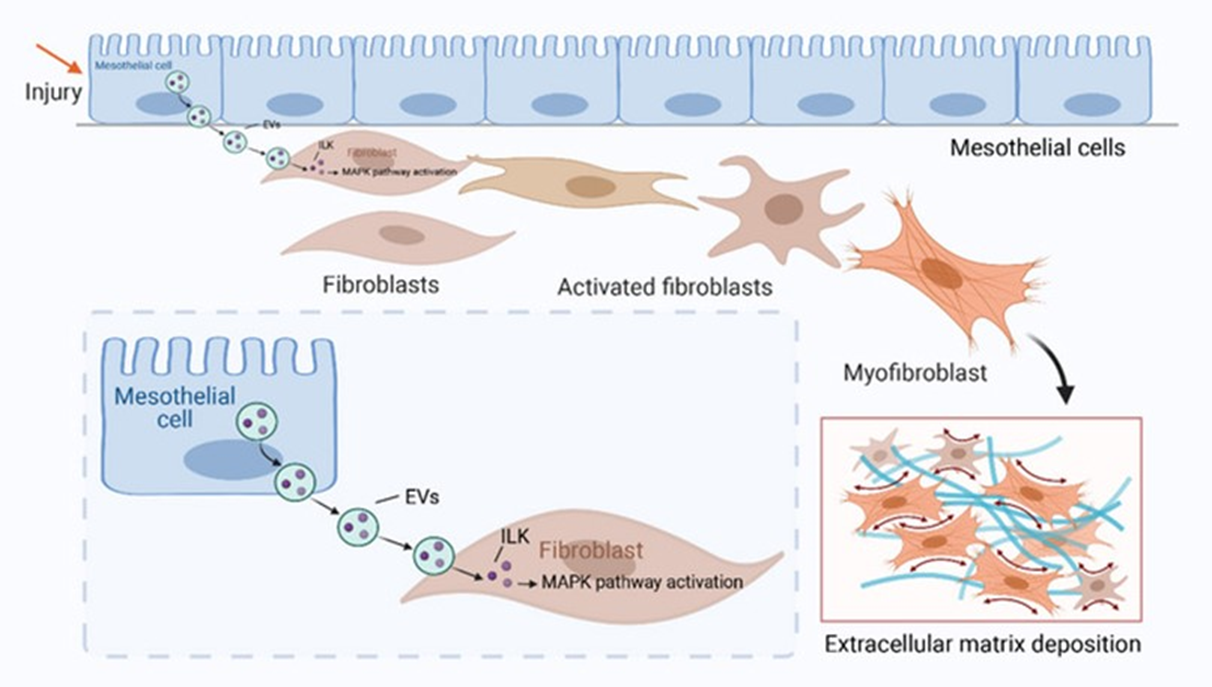 Injury
Mesothelial cell
EVs
ILK
Fibroblast
MAPK pathway activation
Mesothelial cells
Fibroblasts
Activated fibroblasts
Myofibroblast
Mesothelial
cell
EVs
ILK
Fibroblast
MAPK pathway activation
Extracellular matrix deposition